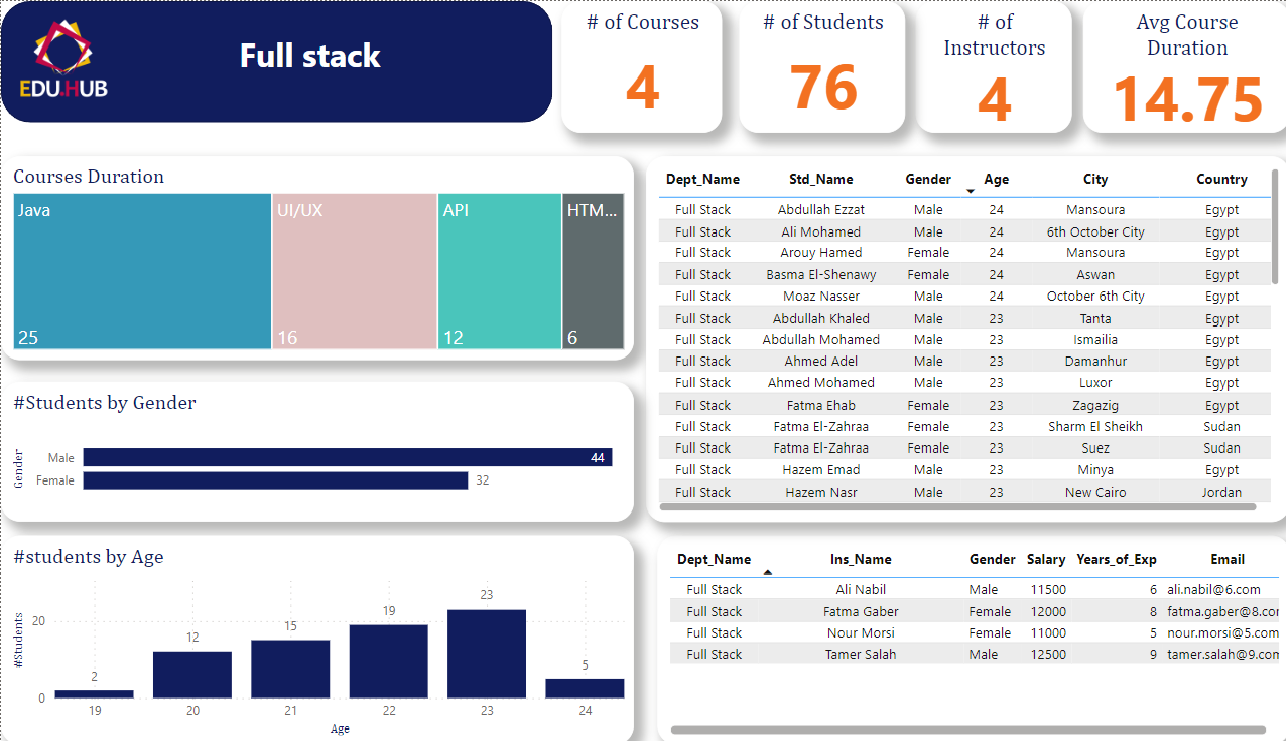 EDU.HUB
Full stack
# of Courses
4
# of Students
76
# of
Instructors
4
Avg Course
Duration
14.75
Courses Duration
Java
UI/UX
API
HTM...
25
16
12
6
#Students by Gender
Gender
Male
44
Female
32
#students by Age
#Students
20
0
2
12
15
19
23
5
19
20
21
22
23
24
Age
Dept_Name Std_Name Gender Age City Country
Full Stack Abdullah Ezzat Male 24 Mansoura Egypt
Full Stack Ali Mohamed Male 24 6th October City Egypt
Full Stack Arouy Hamed Female 24 Mansoura Egypt
Full Stack Basma El-Shenawy Female 24 Aswan Egypt
Full Stack Moaz Nasser Male 24 October 6th City Egypt
Full Stack Abdullah Khaled Male 23 Tanta Egypt
Full Stack Abdullah Mohamed Male 23 Ismailia Egypt
Full Stack Ahmed Adel Male 23 Damanhur Egypt
Full Stack Ahmed Mohamed Male 23 Luxor Egypt
Full Stack Fatma Ehab Female 23 Zagazig Egypt
Full Stack Fatma El-Zahraa Female 23 Sharm El Sheikh Sudan
Full Stack Fatma El-Zahraa Female 23 Suez Sudan
Full Stack Hazem Emad Male 23 Minya Egypt
Full Stack Hazem Nasr Male 23 New Cairo Jordan
Dept_Name Ins_Name Gender Salary Years_of_Exp Email
Full Stack Ali Nabil Male 11500 6 ali.nabil@6.com
Full Stack Fatma Gaber Female 12000 8 fatma.gaber@8.com
Full Stack Nour Morsi Female 11000 5 nour.morsi@5.com
Full Stack Tamer Salah Male 12500 9 tamer.salah@9.com